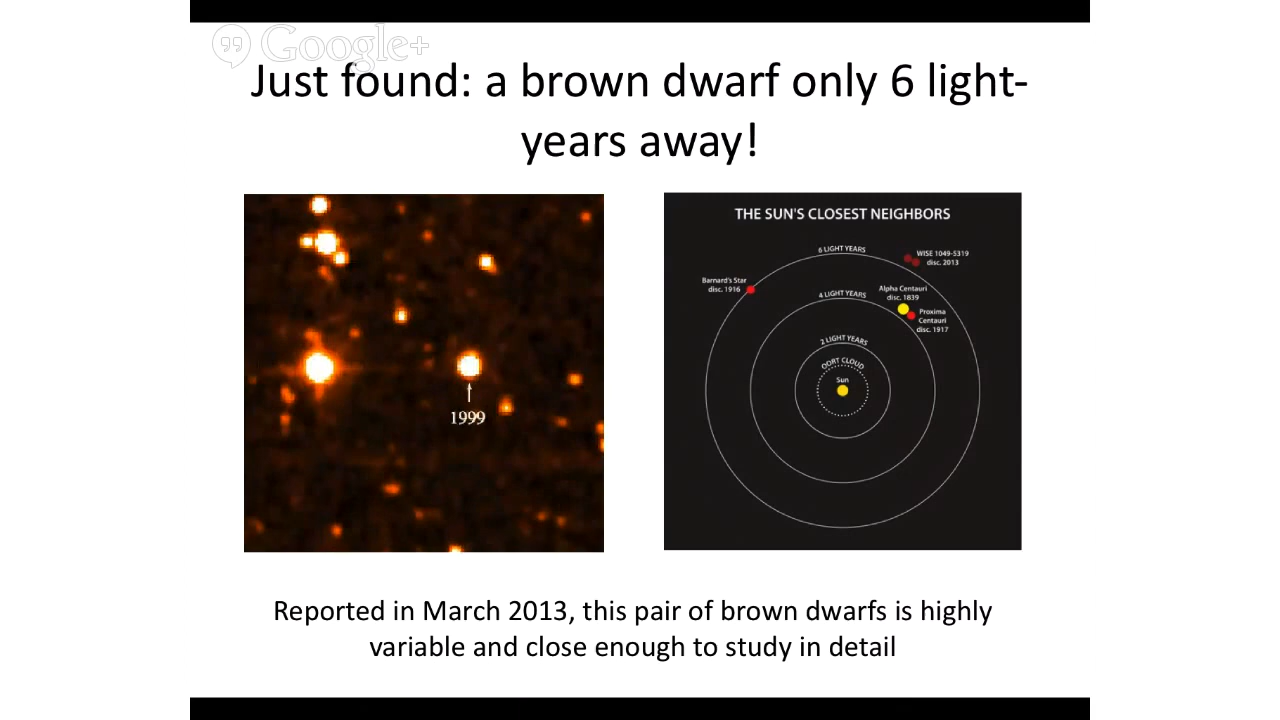 Google+
Just found: a brown dwarf only 6 light-
years away!
1999
THE SUN'S CLOSEST NEIGHBORS
6 LIGHT YEARS
WISE 1049-5319
disc. 2013
Barnard's Star
disc. 1916
4 LIGHT YEARS
Alpha Centauri
disc. 1839
Proxima
Centauri
disc. 1917
2 LIGHT YEARS
OORT CLOUD
Sun
Reported in March 2013, this pair of brown dwarfs is highly
variable and close enough to study in detail